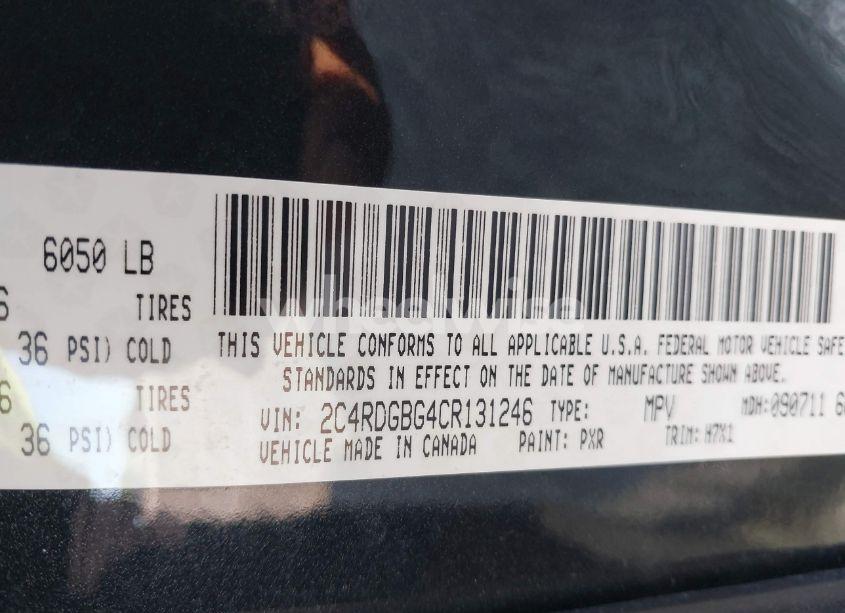 6050 LB
TIRES
36 PSI) COLD
TIRES
36 PSI) COLD
wheelwise
THIS VEHICLE CONFORMS TO ALL APPLICABLE U.S.A. FEDERAL MOTOR VEHICLE SAFE
STANDARDS IN EFFECT ON THE DATE OF MANUFACTURE SHOWN ABOVE.
VIN: 2C4RDGBG4CR131246 TYPE: MPV MDH:090711
VEHICLE MADE IN CANADA PAINT: PXR TRIM: H7X1